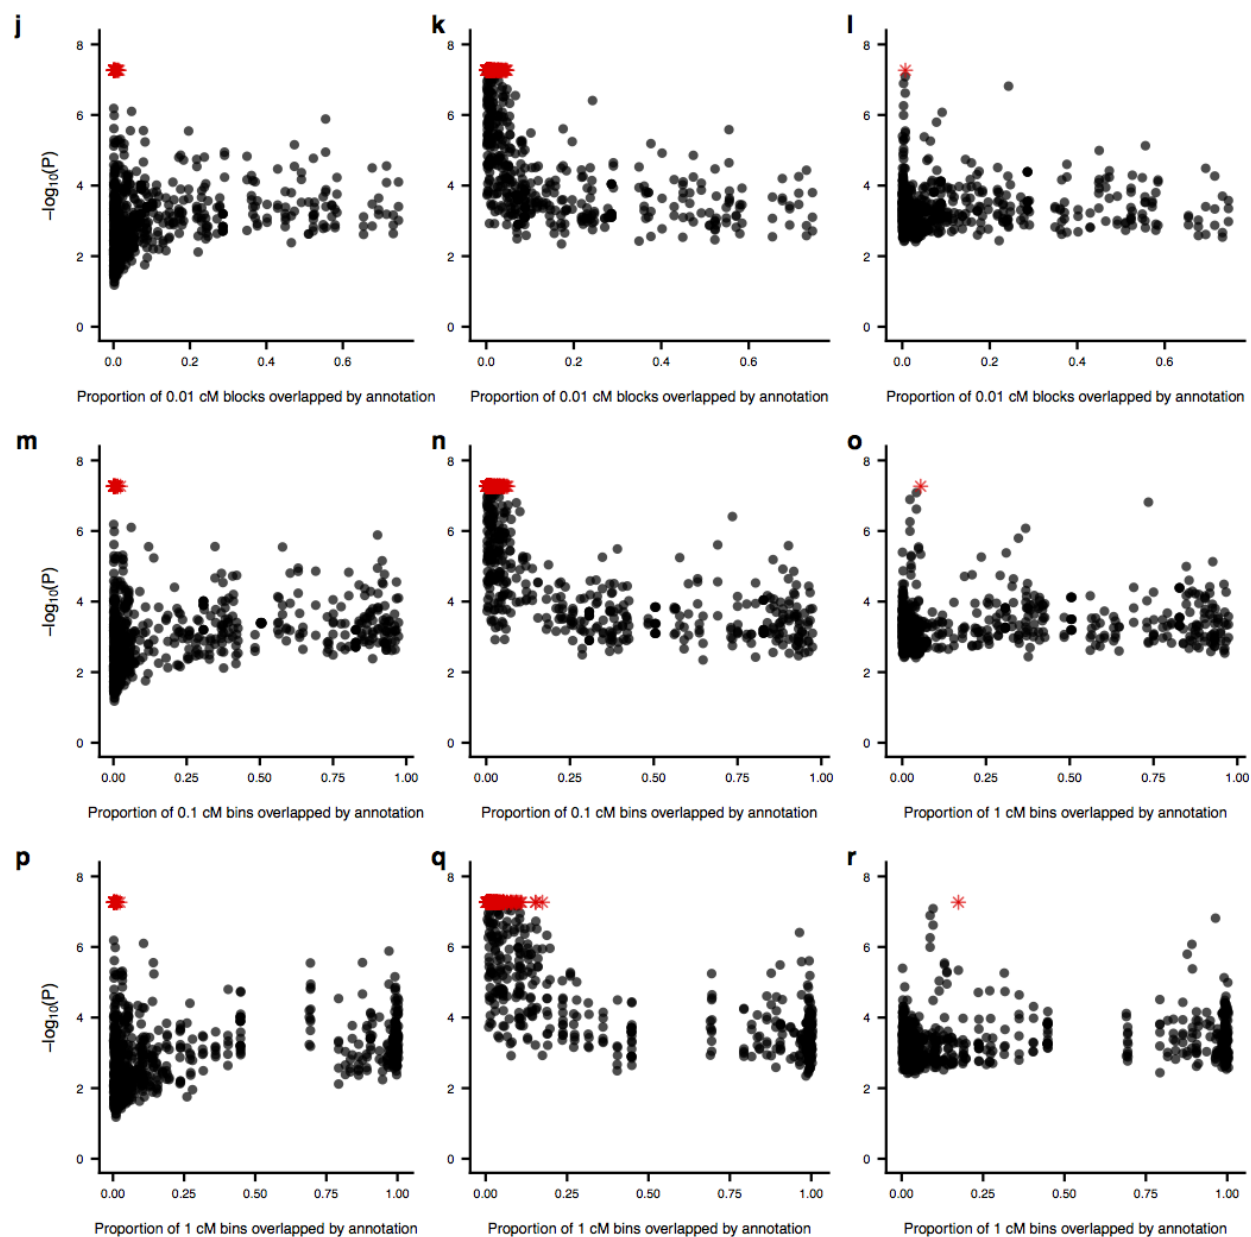 j
k
l
8
6
4
2
0
−log10(P)
0.0 0.2 0.4 0.6
Proportion of 0.01 cM blocks overlapped by annotation
8
6
4
2
0
0.0 0.2 0.4 0.6
Proportion of 0.01 cM blocks overlapped by annotation
8
6
4
2
0
0.0 0.2 0.4 0.6
Proportion of 0.01 cM blocks overlapped by annotation
m
n
o
8
6
4
2
0
−log10(P)
0.00 0.25 0.50 0.75 1.00
Proportion of 0.1 cM bins overlapped by annotation
8
6
4
2
0
0.00 0.25 0.50 0.75 1.00
Proportion of 0.1 cM bins overlapped by annotation
8
6
4
2
0
0.00 0.25 0.50 0.75 1.00
Proportion of 1 cM bins overlapped by annotation
p
q
r
8
6
4
2
0
−log10(P)
0.00 0.25 0.50 0.75 1.00
Proportion of 1 cM bins overlapped by annotation
8
6
4
2
0
0.00 0.25 0.50 0.75 1.00
Proportion of 1 cM bins overlapped by annotation
8
6
4
2
0
0.00 0.25 0.50 0.75 1.00
Proportion of 1 cM bins overlapped by annotation